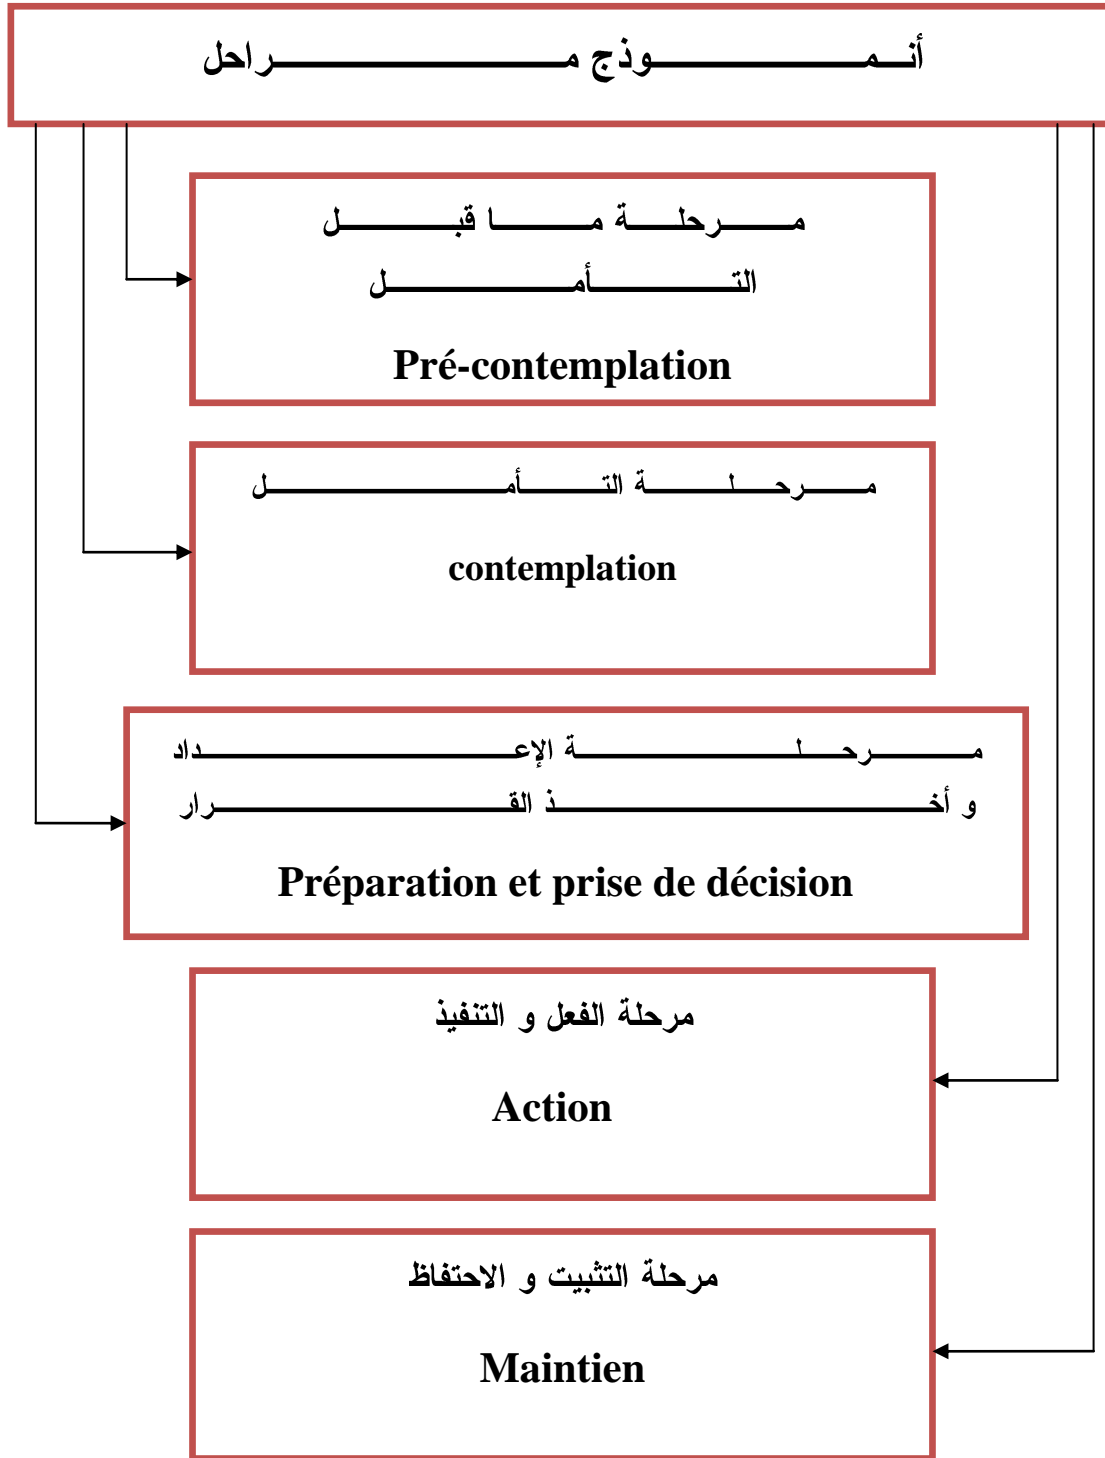 أنموذج مراحل
مرحلة ما قبل
التأمل
Pré-contemplation
مرحلة التأمل
contemplation
مرحلة الإعداد
و أخذ القرار
Préparation et prise de décision
مرحلة الفعل و التنفيذ
Action
مرحلة التثبيت و الاحتفاظ
Maintien